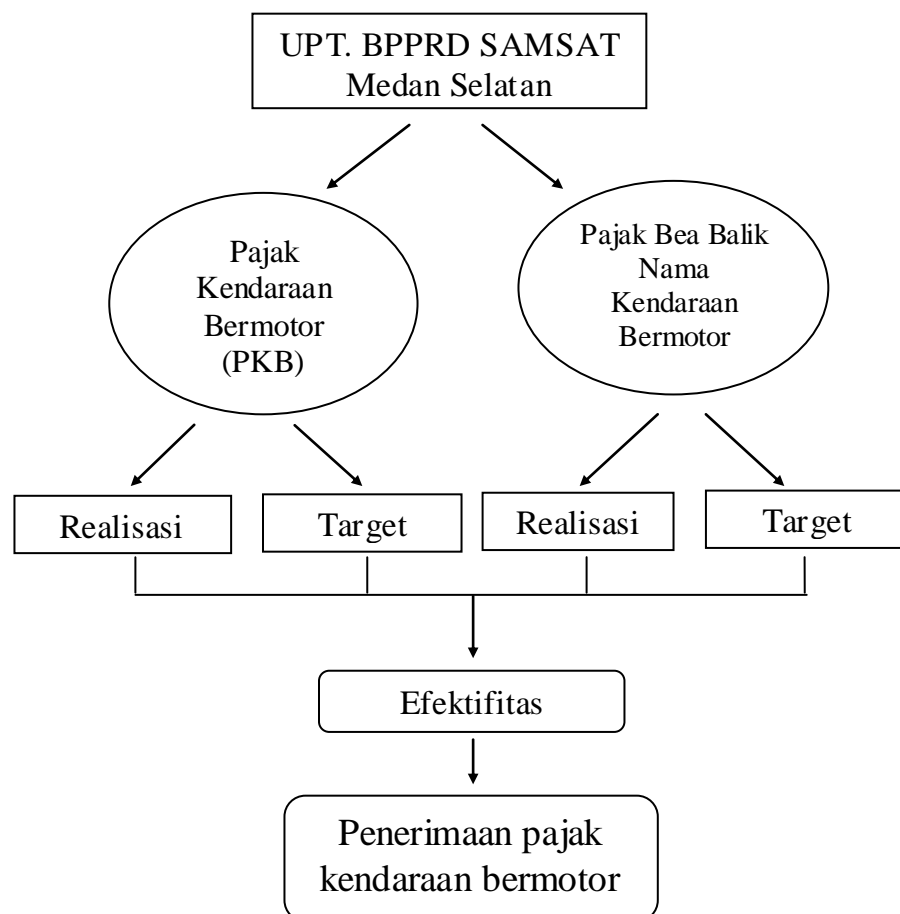 UPT. BPPRD SAMSAT
Medan Selatan
Pajak
Kendaraan
Bermotor
(PKB)
Pajak Bea Balik
Nama
Kendaraan
Bermotor
Realisasi
Target
Realisasi
Target
Efektifitas
Penerimaan pajak
kendaraan bermotor